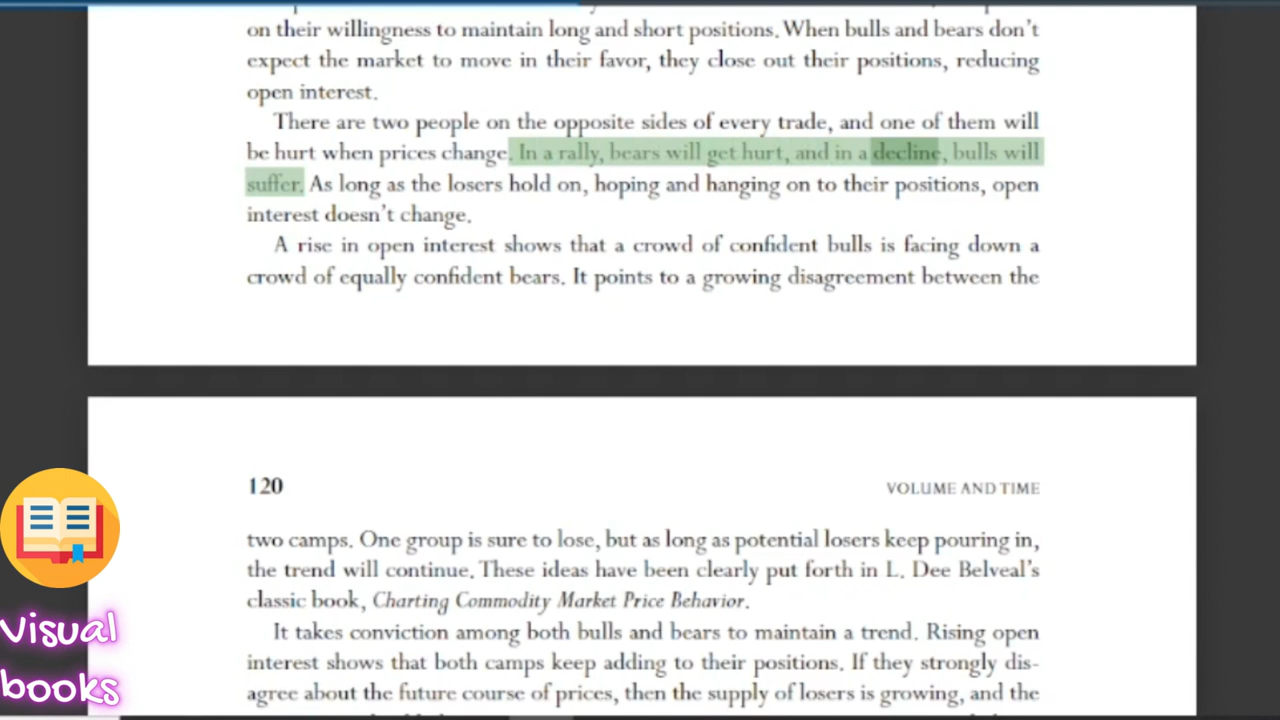 on their willingness to maintain long and short positions. When bulls and bears don't
expect the market to move in their favor, they close out their positions, reducing
open interest.
There are two people on the opposite sides of every trade, and one of them will
be hurt when prices change. In a rally, bears will get hurt, and in a decline, bulls will
suffer. As long as the losers hold on, hoping and hanging on to their positions, open
interest doesn't change.
A rise in open interest shows that a crowd of confident bulls is facing down a
crowd of equally confident bears. It points to a growing disagreement between the
120 VOLUME AND TIME
two camps. One group is sure to lose, but as long as potential losers keep pouring in,
the trend will continue. These ideas have been clearly put forth in L. Dee Belveal's
classic book, Charting Commodity Market Price Behavior.
It takes conviction among both bulls and bears to maintain a trend. Rising open
interest shows that both camps keep adding to their positions. If they strongly dis-
agree about the future course of prices, then the supply of losers is growing, and the
Visual
books